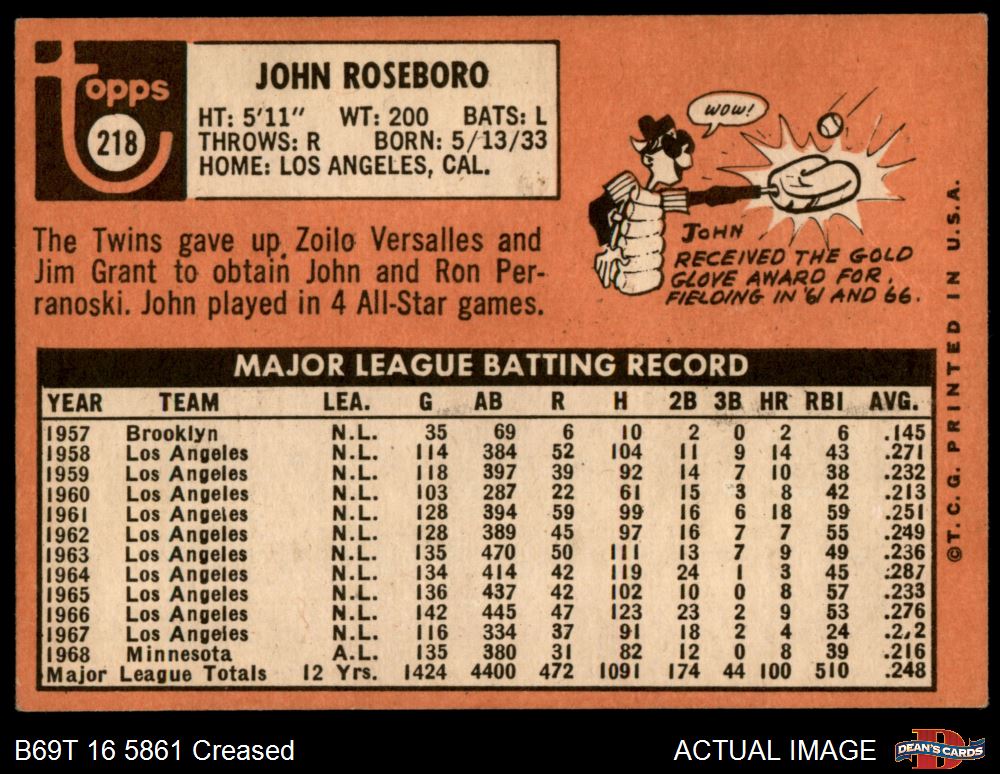 Topps
218
JOHN ROSEBORO
HT: 5'11" WT: 200 BATS: L
THROWS: R BORN: 5/13/33
HOME: LOS ANGELES, CAL.
The Twins gave up Zoilo Versalles and
Jim Grant to obtain John and Ron Per-
ranoski. John played in 4 All-Star games.
WOW!
JOHN
RECEIVED THE GOLD
GLOVE AWARD FOR
FIELDING IN '61 AND 66.
MAJOR LEAGUE BATTING RECORD
YEAR TEAM LEA. G AB R H 2B 3B HR RBI AVG.
1957 Brooklyn N.L. 35 69 6 10 2 0 2 6 .145
1958 Los Angeles N.L. 114 384 52 104 11 9 14 43 .271
1959 Los Angeles N.L. 118 397 39 92 14 7 10 38 .232
1960 Los Angeles N.L. 103 287 22 61 15 3 8 42 .213
1961 Los Angeles N.L. 128 394 59 99 16 6 18 59 .251
1962 Los Angeles N.L. 128 389 45 97 16 7 7 55 .249
1963 Los Angeles N.L. 135 470 50 111 13 7 9 49 .236
1964 Los Angeles N.L. 134 414 42 119 24 1 3 45 .287
1965 Los Angeles N.L. 136 437 42 102 10 0 8 57 .233
1966 Los Angeles N.L. 142 445 47 123 23 2 9 53 .276
1967 Los Angeles N.L. 116 334 37 91 18 2 4 24
1968 Minnesota A.L. 135 380 31 82 12 0 8 39 .216
Major League Totals 12 Yrs. 1424 4400 472 1091 174 44 100 510 .248
©T. C. G. PRINTED IN U.S.A.
B69T 16 5861 Creased
ACTUAL IMAGE
DEAN'S CARDS